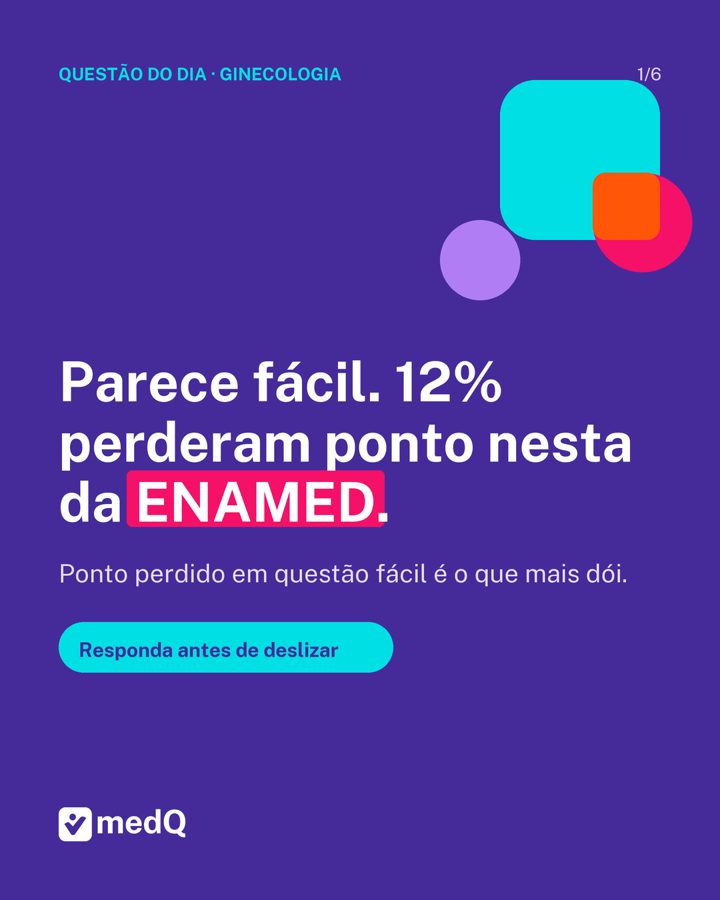 QUESTÃO DO DIA · GINECOLOGIA
1/6
Parece fácil. 12%
perderam ponto nesta
da ENAMED.
Ponto perdido em questão fácil é o que mais dói.
Responda antes de deslizar
medQ